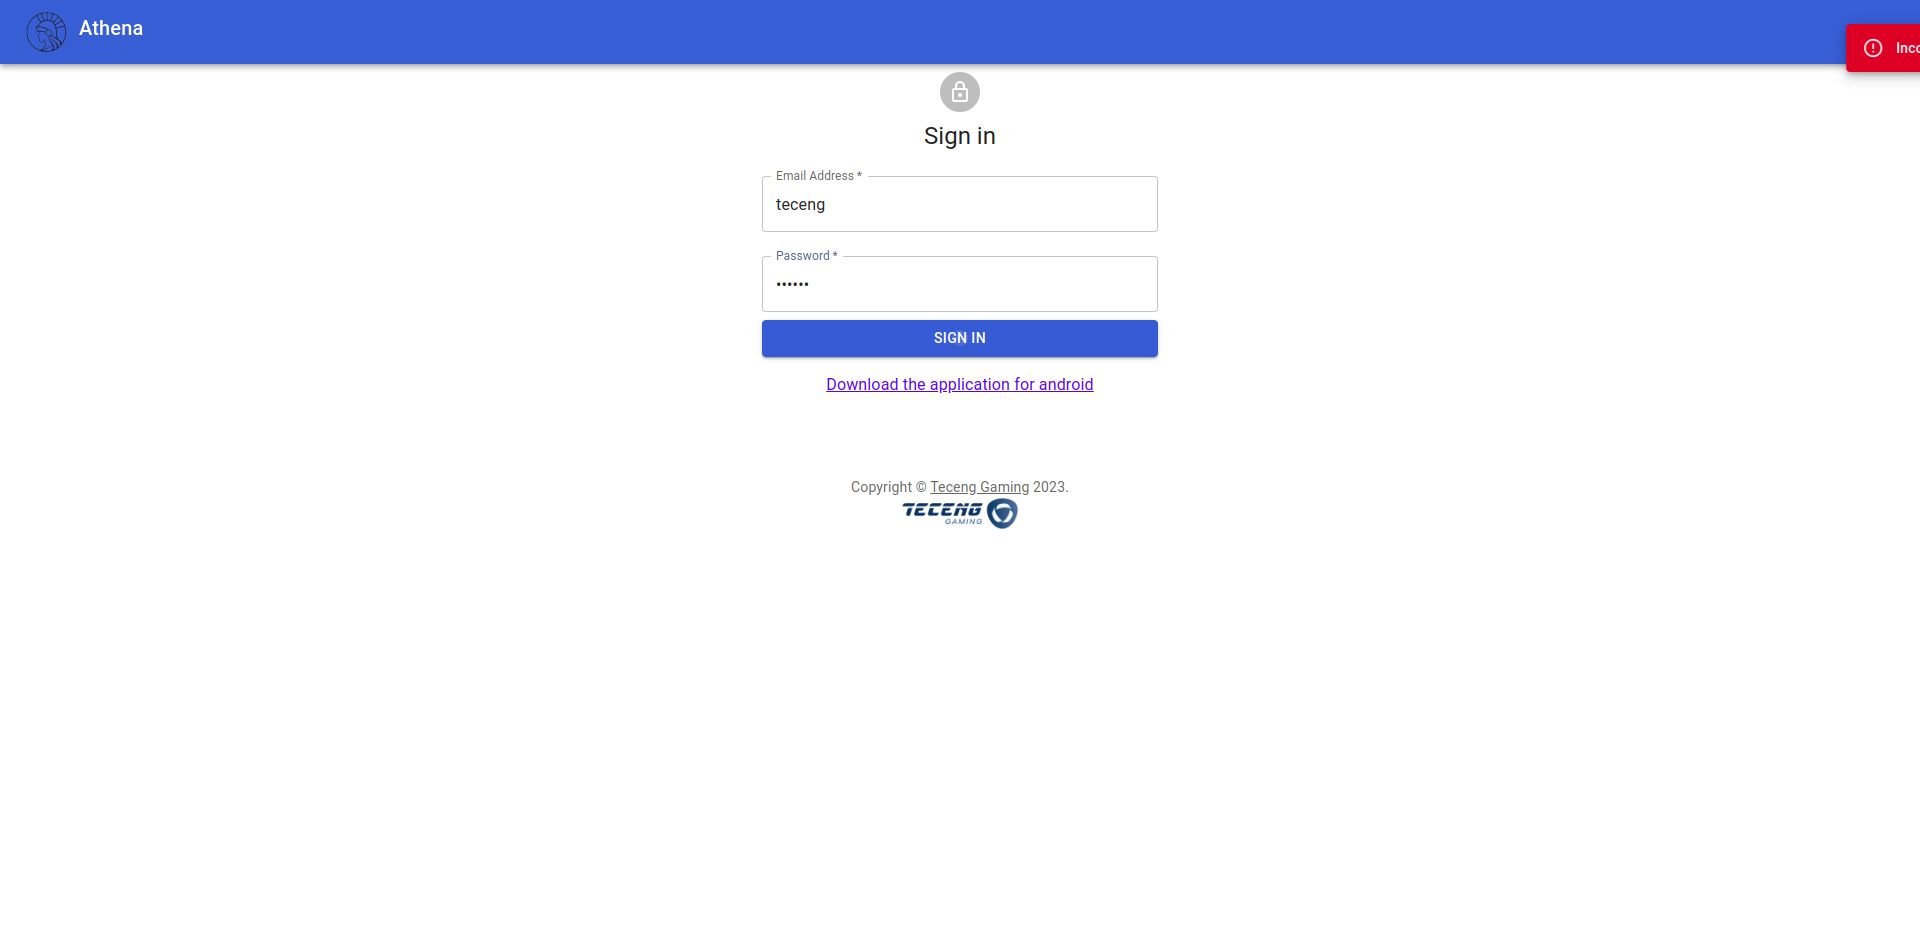 Athena
Inco
Sign in
Email Address *
teceng
Password *
••••••
SIGN IN
Download the application for android
Copyright © Teceng Gaming 2023.
TECENG
GAMING